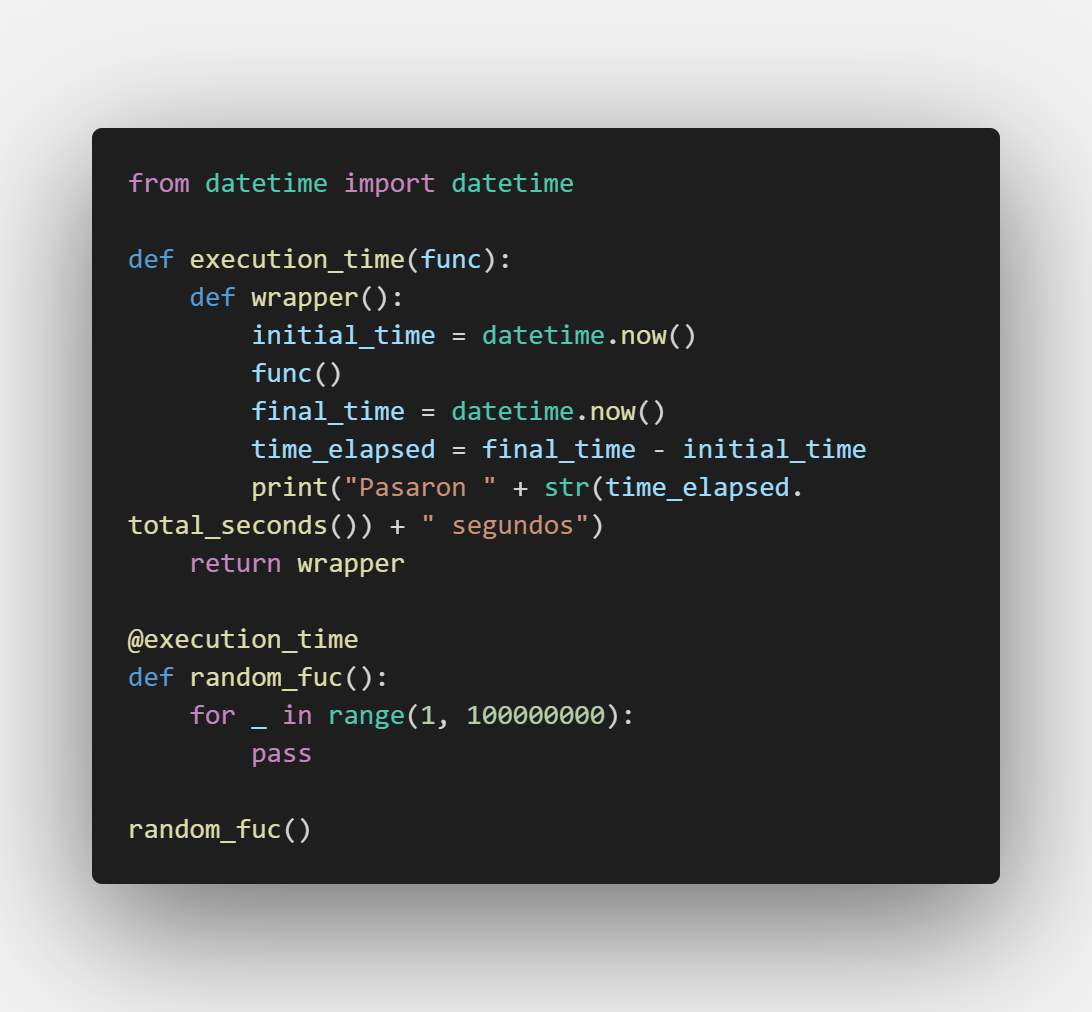 from datetime import datetime

def execution_time(func):
    def wrapper():
        initial_time = datetime.now()
        func()
        final_time = datetime.now()
        time_elapsed = final_time - initial_time
        print("Pasaron " + str(time_elapsed.
total_seconds()) + " segundos")
    return wrapper

@execution_time
def random_fuc():
    for _ in range(1, 100000000):
        pass

random_fuc()